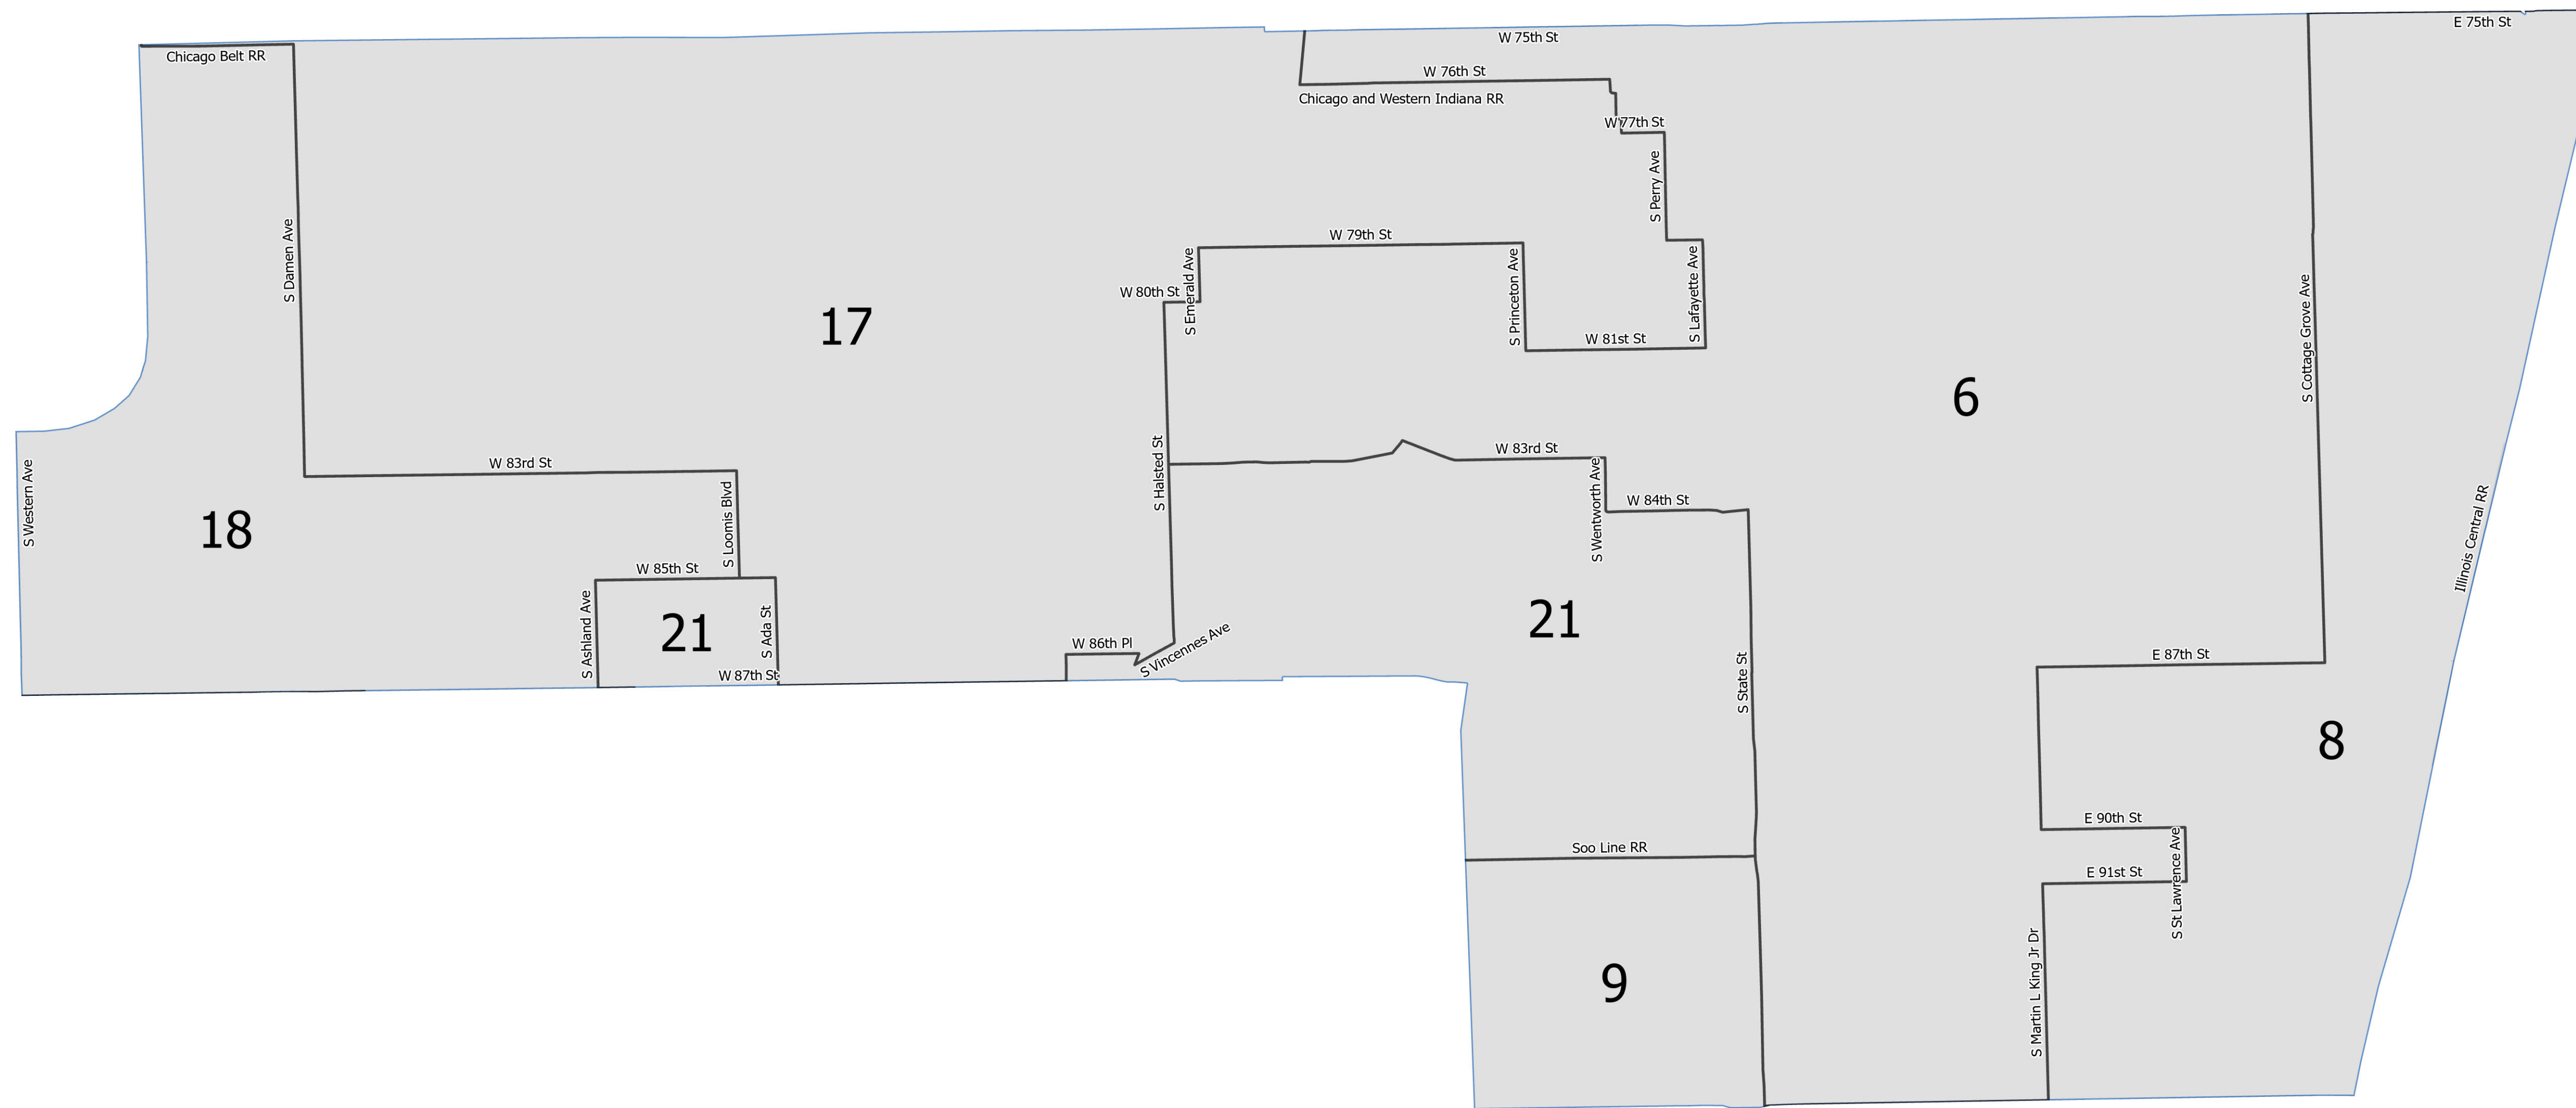 E 75th St
W 75th St
Chicago Belt RR
W 76th St
Chicago and Western Indiana RR
W 77th St
S Perry Ave
S Damen Ave
W 79th St
S Emerald Ave
S Princeton Ave
S Lafayette Ave
W 80th St
17
W 81st St
S Cottage Grove Ave
6
S Western Ave
W 83rd St
S Halsted St
W 83rd St
S Wentworth Ave
W 84th St
18
S Loomis Blvd
Illinois Central RR
W 85th St
S Ashland Ave
21
S Ada St
21
W 86th Pl
S Vincennes Ave
W 87th St
S State St
E 87th St
8
E 90th St
Soo Line RR
E 91st St
S St Lawrence Ave
9
S Martin L King Jr Dr